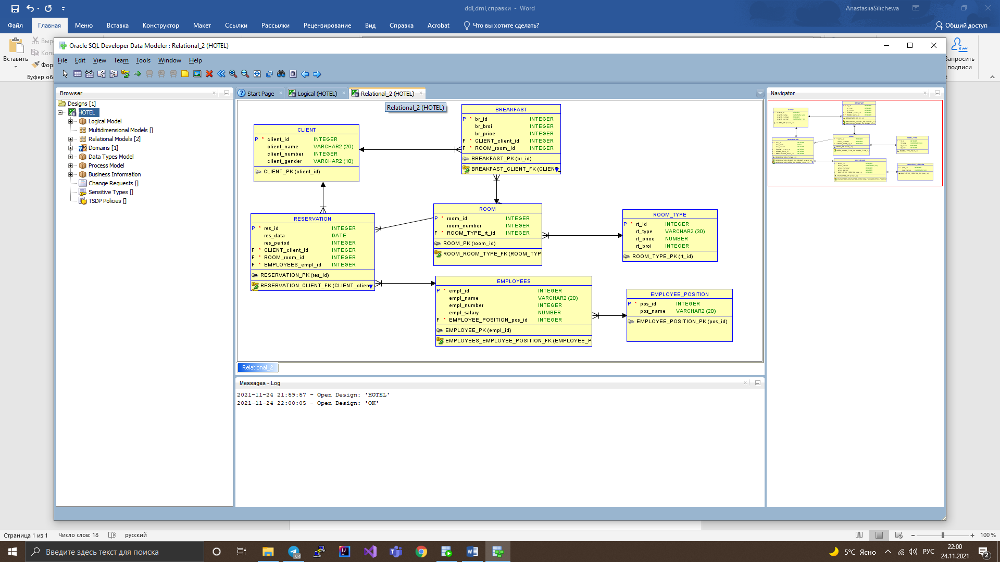 ddl,dml,справки - Word
AnastasiiaSilichewa
Файл Главная Меню Вставка Конструктор Макет Ссылки Рассылки Рецензирование Вид Справка Acrobat Что вы хотите сделать? Общий доступ
Вставить
Буфер об
Запросить
подписи
Oracle SQL Developer Data Modeler : Relational_2 (HOTEL)
File Edit View Team Tools Window Help
Browser
Designs [1]
HOTEL
Logical Model
Multidimensional Models []
Relational Models [2]
Domains [1]
Data Types Model
Process Model
Business Information
Change Requests []
Sensitive Types []
TSDP Policies []
Start Page Logical (HOTEL) Relational_2 (HOTEL)
Relational_2 (HOTEL)
CLIENT
P * client_id INTEGER
client_name VARCHAR2 (20)
client_number INTEGER
client_gender VARCHAR2 (10)
CLIENT_PK (client_id)
BREAKFAST
P * br_id INTEGER
br_broi INTEGER
br_price INTEGER
F * CLIENT_client_id INTEGER
F * ROOM_room_id INTEGER
BREAKFAST_PK (br_id)
BREAKFAST_CLIENT_FK (CLIENT_
RESERVATION
P * res_id INTEGER
res_data DATE
res_period INTEGER
F * CLIENT_client_id INTEGER
F * ROOM_room_id INTEGER
F * EMPLOYEES_empl_id INTEGER
RESERVATION_PK (res_id)
RESERVATION_CLIENT_FK (CLIENT_client_
ROOM
P * room_id INTEGER
room_number INTEGER
F * ROOM_TYPE_rt_id INTEGER
ROOM_PK (room_id)
ROOM_ROOM_TYPE_FK (ROOM_TYP
ROOM_TYPE
P * rt_id INTEGER
rt_type VARCHAR2 (30)
rt_price NUMBER
rt_broi INTEGER
ROOM_TYPE_PK (rt_id)
EMPLOYEES
P * empl_id INTEGER
empl_name VARCHAR2 (20)
empl_number INTEGER
empl_salary NUMBER
F * EMPLOYEE_POSITION_pos_id INTEGER
EMPLOYEE_PK (empl_id)
EMPLOYEES_EMPLOYEE_POSITION_FK (EMPLOYEE_P
EMPLOYEE_POSITION
P * pos_id INTEGER
pos_name VARCHAR2 (20)
EMPLOYEE_POSITION_PK (pos_id)
Relational_2
Messages - Log
2021-11-24 21:59:57 - Open Design: 'HOTEL'
2021-11-24 22:00:05 - Open Design: 'OK'
Navigator
Страница 1 из 1 Число слов: 18 русский
100 %
Введите здесь текст для поиска
5°C Ясно
РУС
22:00
24.11.2021
2